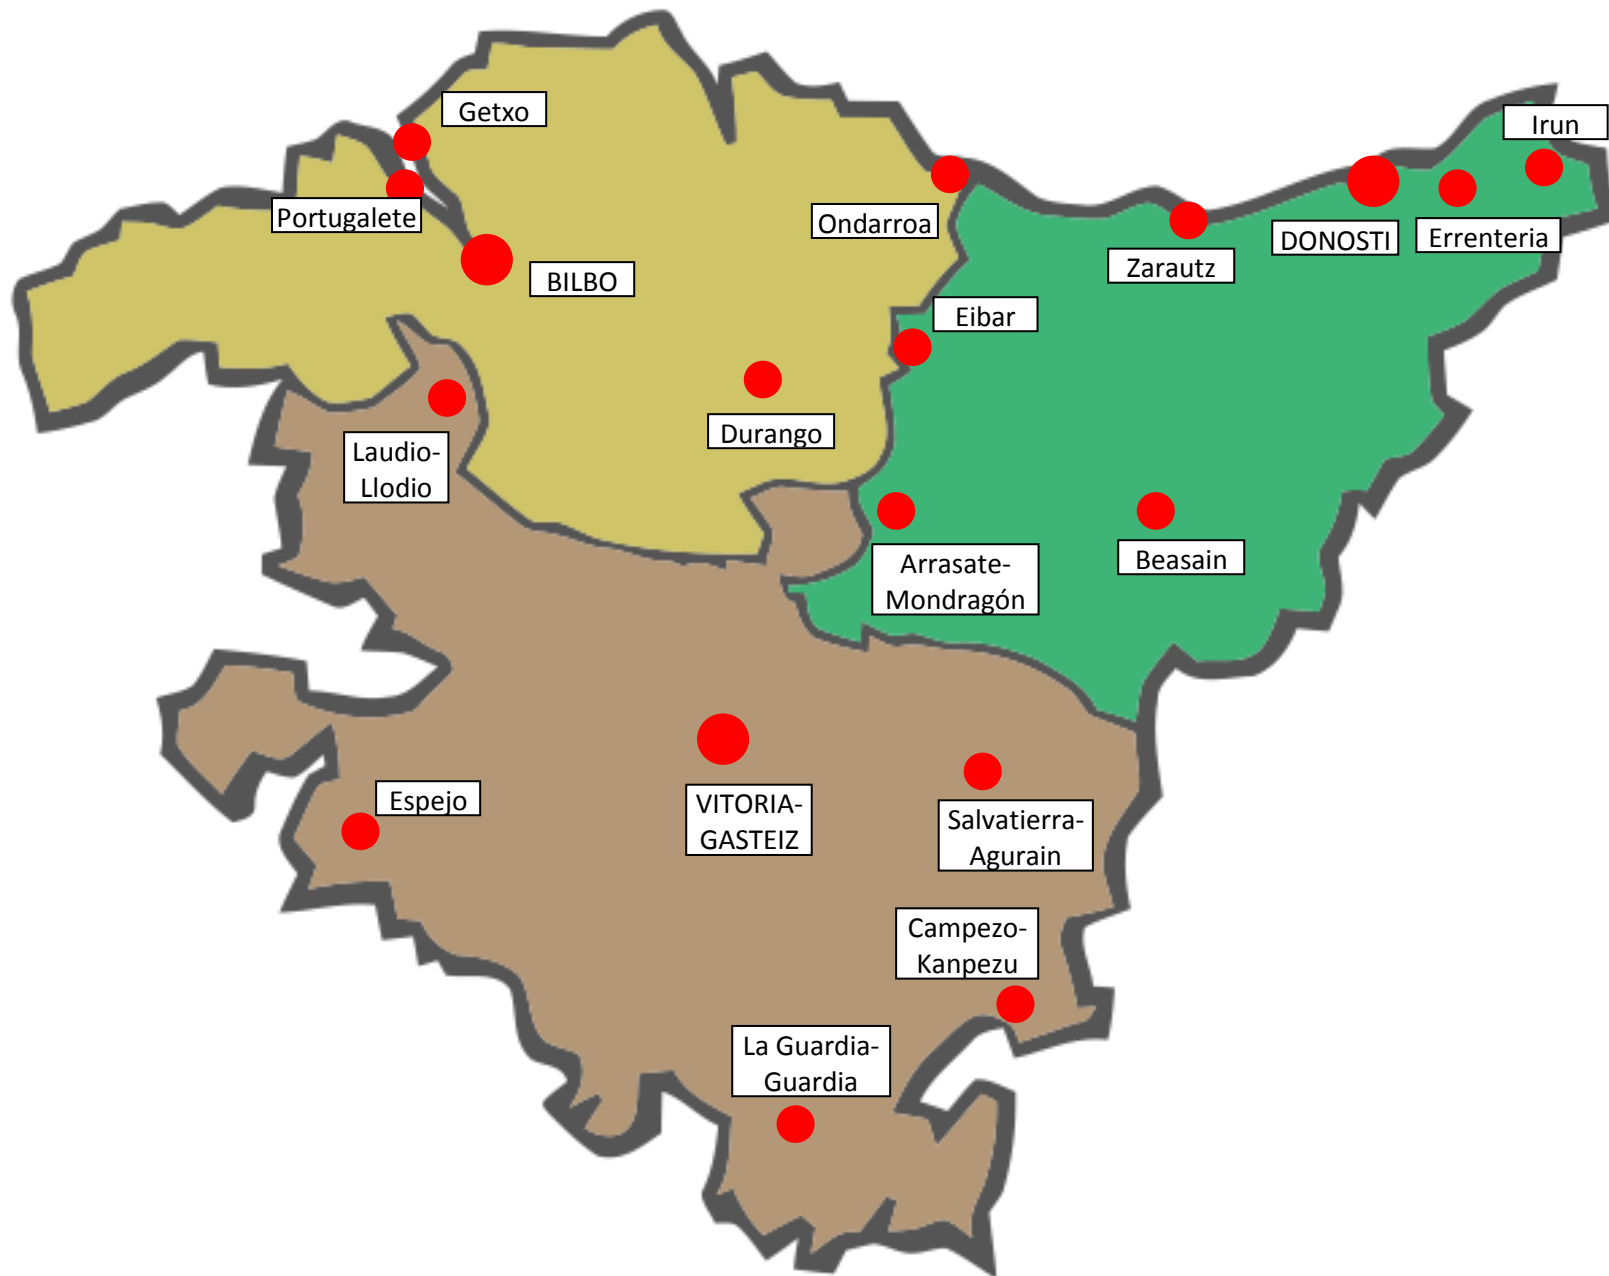 Getxo
Irun
Portugalete
Ondarroa
DONOSTI
Errenteria
Zarautz
BILBO
Eibar
Durango
Laudio-
Llodio
Arrasate-
Mondragón
Beasain
Espejo
VITORIA-
GASTEIZ
Salvatierra-
Agurain
Campezo-
Kanpezu
La Guardia-
Guardia